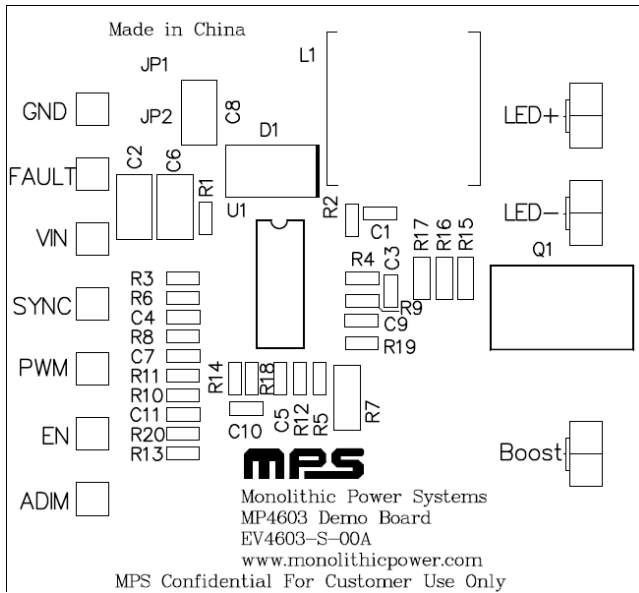 Made in China
JP1
L1
GND
JP2
C8
D1
LED+
FAULT
C2
C6
R1
U1
R2
C1
LED-
VIN
R17
R16
R15
Q1
R4
C3
R3
R6
R9
SYNC
C4
C9
R8
R19
C7
PWM
R11
R14
R18
C5
R12
R5
R7
R10
C11
C10
EN
R20
R13
Boost
ADIM
MPS
Monolithic Power Systems
MP4603 Demo Board
EV4603-S-00A
www.monolithicpower.com
MPS Confidential For Customer Use Only